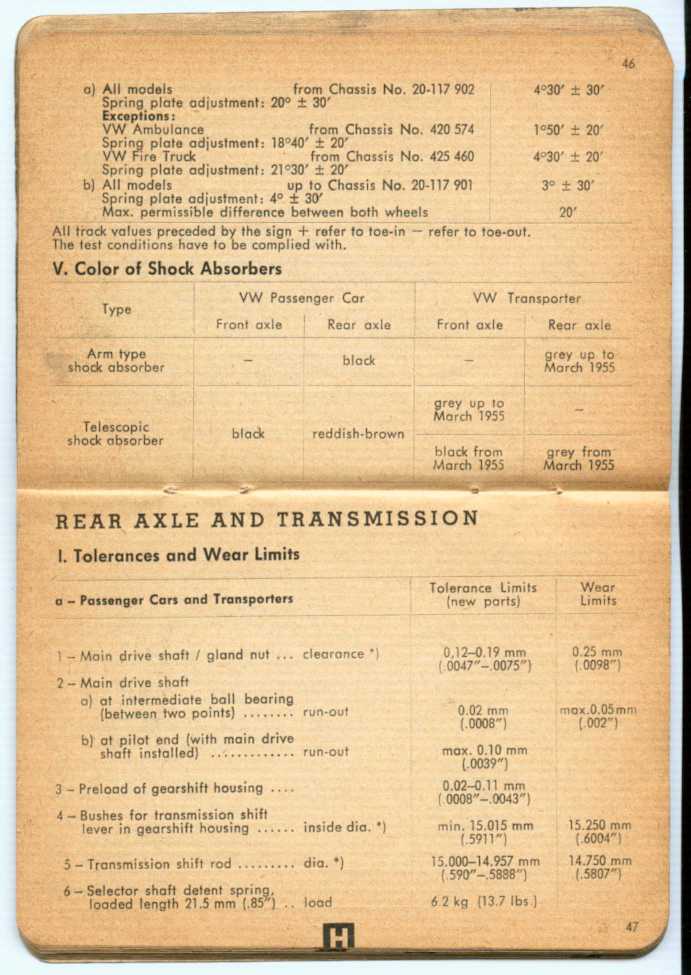 46
a) All models from Chassis No. 20-117 902 4°30′ ± 30′
Spring plate adjustment: 20° ± 30′
Exceptions:
VW Ambulance from Chassis No. 420 574 1°50′ ± 20′
Spring plate adjustment: 18°40′ ± 20′
VW Fire Truck from Chassis No. 425 460 4°30′ ± 20′
Spring plate adjustment: 21°30′ ± 20′
b) All models up to Chassis No. 20-117 901 3° ± 30′
Spring plate adjustment: 4° ± 30′
Max. permissible difference between both wheels 20′
All track values preceded by the sign + refer to toe-in — refer to toe-out.
The test conditions have to be complied with.
V. Color of Shock Absorbers
Type VW Passenger Car VW Transporter
Front axle Rear axle Front axle Rear axle
Arm type shock absorber – black – grey up to March 1955
Telescopic shock absorber black reddish-brown grey up to March 1955 –
black from March 1955 grey from March 1955
REAR AXLE AND TRANSMISSION
I. Tolerances and Wear Limits
a – Passenger Cars and Transporters Tolerance Limits (new parts) Wear Limits
1 – Main drive shaft / gland nut ... clearance *) 0,12–0.19 mm 0.25 mm
(.0047″–.0075″) (.0098″)
2 – Main drive shaft
a) at intermediate ball bearing
(between two points) ........ run-out 0.02 mm max.0.05mm
(.0008″) (.002″)
b) at pilot end (with main drive
shaft installed) ............ run-out max. 0.10 mm
(.0039″)
3 – Preload of gearshift housing .... 0.02–0.11 mm
(.0008″–.0043″)
4 – Bushes for transmission shift
lever in gearshift housing ...... inside dia. *) min. 15.015 mm 15.250 mm
(.5911″) (.6004″)
5 – Transmission shift rod ......... dia. *) 15.000–14.957 mm 14.750 mm
(.590″–.5888″) (.5807″)
6 – Selector shaft detent spring,
loaded length 21.5 mm (.85″) .. load 6.2 kg (13.7 lbs.)
H
47